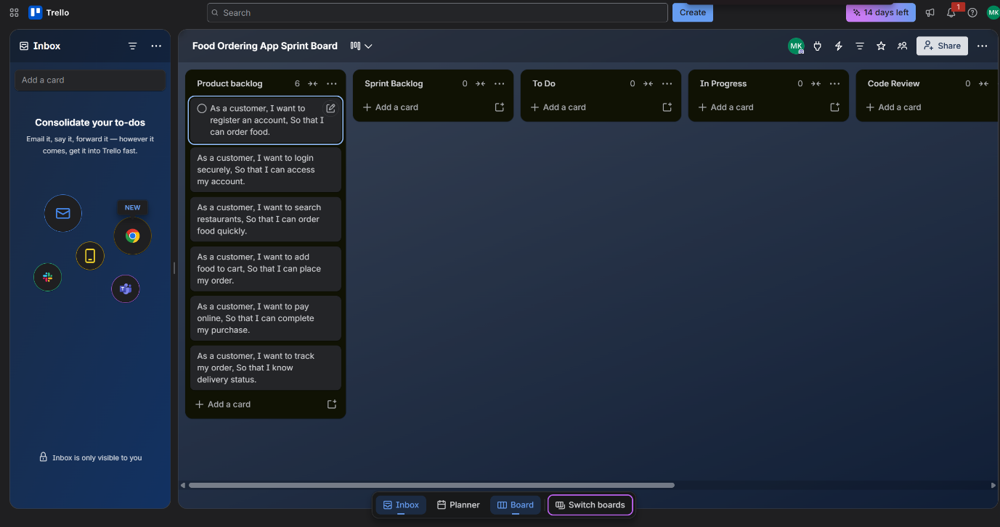 Trello
Search
Create
14 days left
1
MK
Inbox
Add a card
Consolidate your to-dos
Email it, say it, forward it — however it
comes, get it into Trello fast.
NEW
Inbox is only visible to you
Food Ordering App Sprint Board
MK
Share
Product backlog 6
As a customer, I want to
register an account, So that I
can order food.
As a customer, I want to login
securely, So that I can access
my account.
As a customer, I want to search
restaurants, So that I can order
food quickly.
As a customer, I want to add
food to cart, So that I can place
my order.
As a customer, I want to pay
online, So that I can complete
my purchase.
As a customer, I want to track
my order, So that I know
delivery status.
Add a card
Sprint Backlog 0
Add a card
To Do 0
Add a card
In Progress 0
Add a card
Code Review 0
Add a card
Inbox
Planner
Board
Switch boards